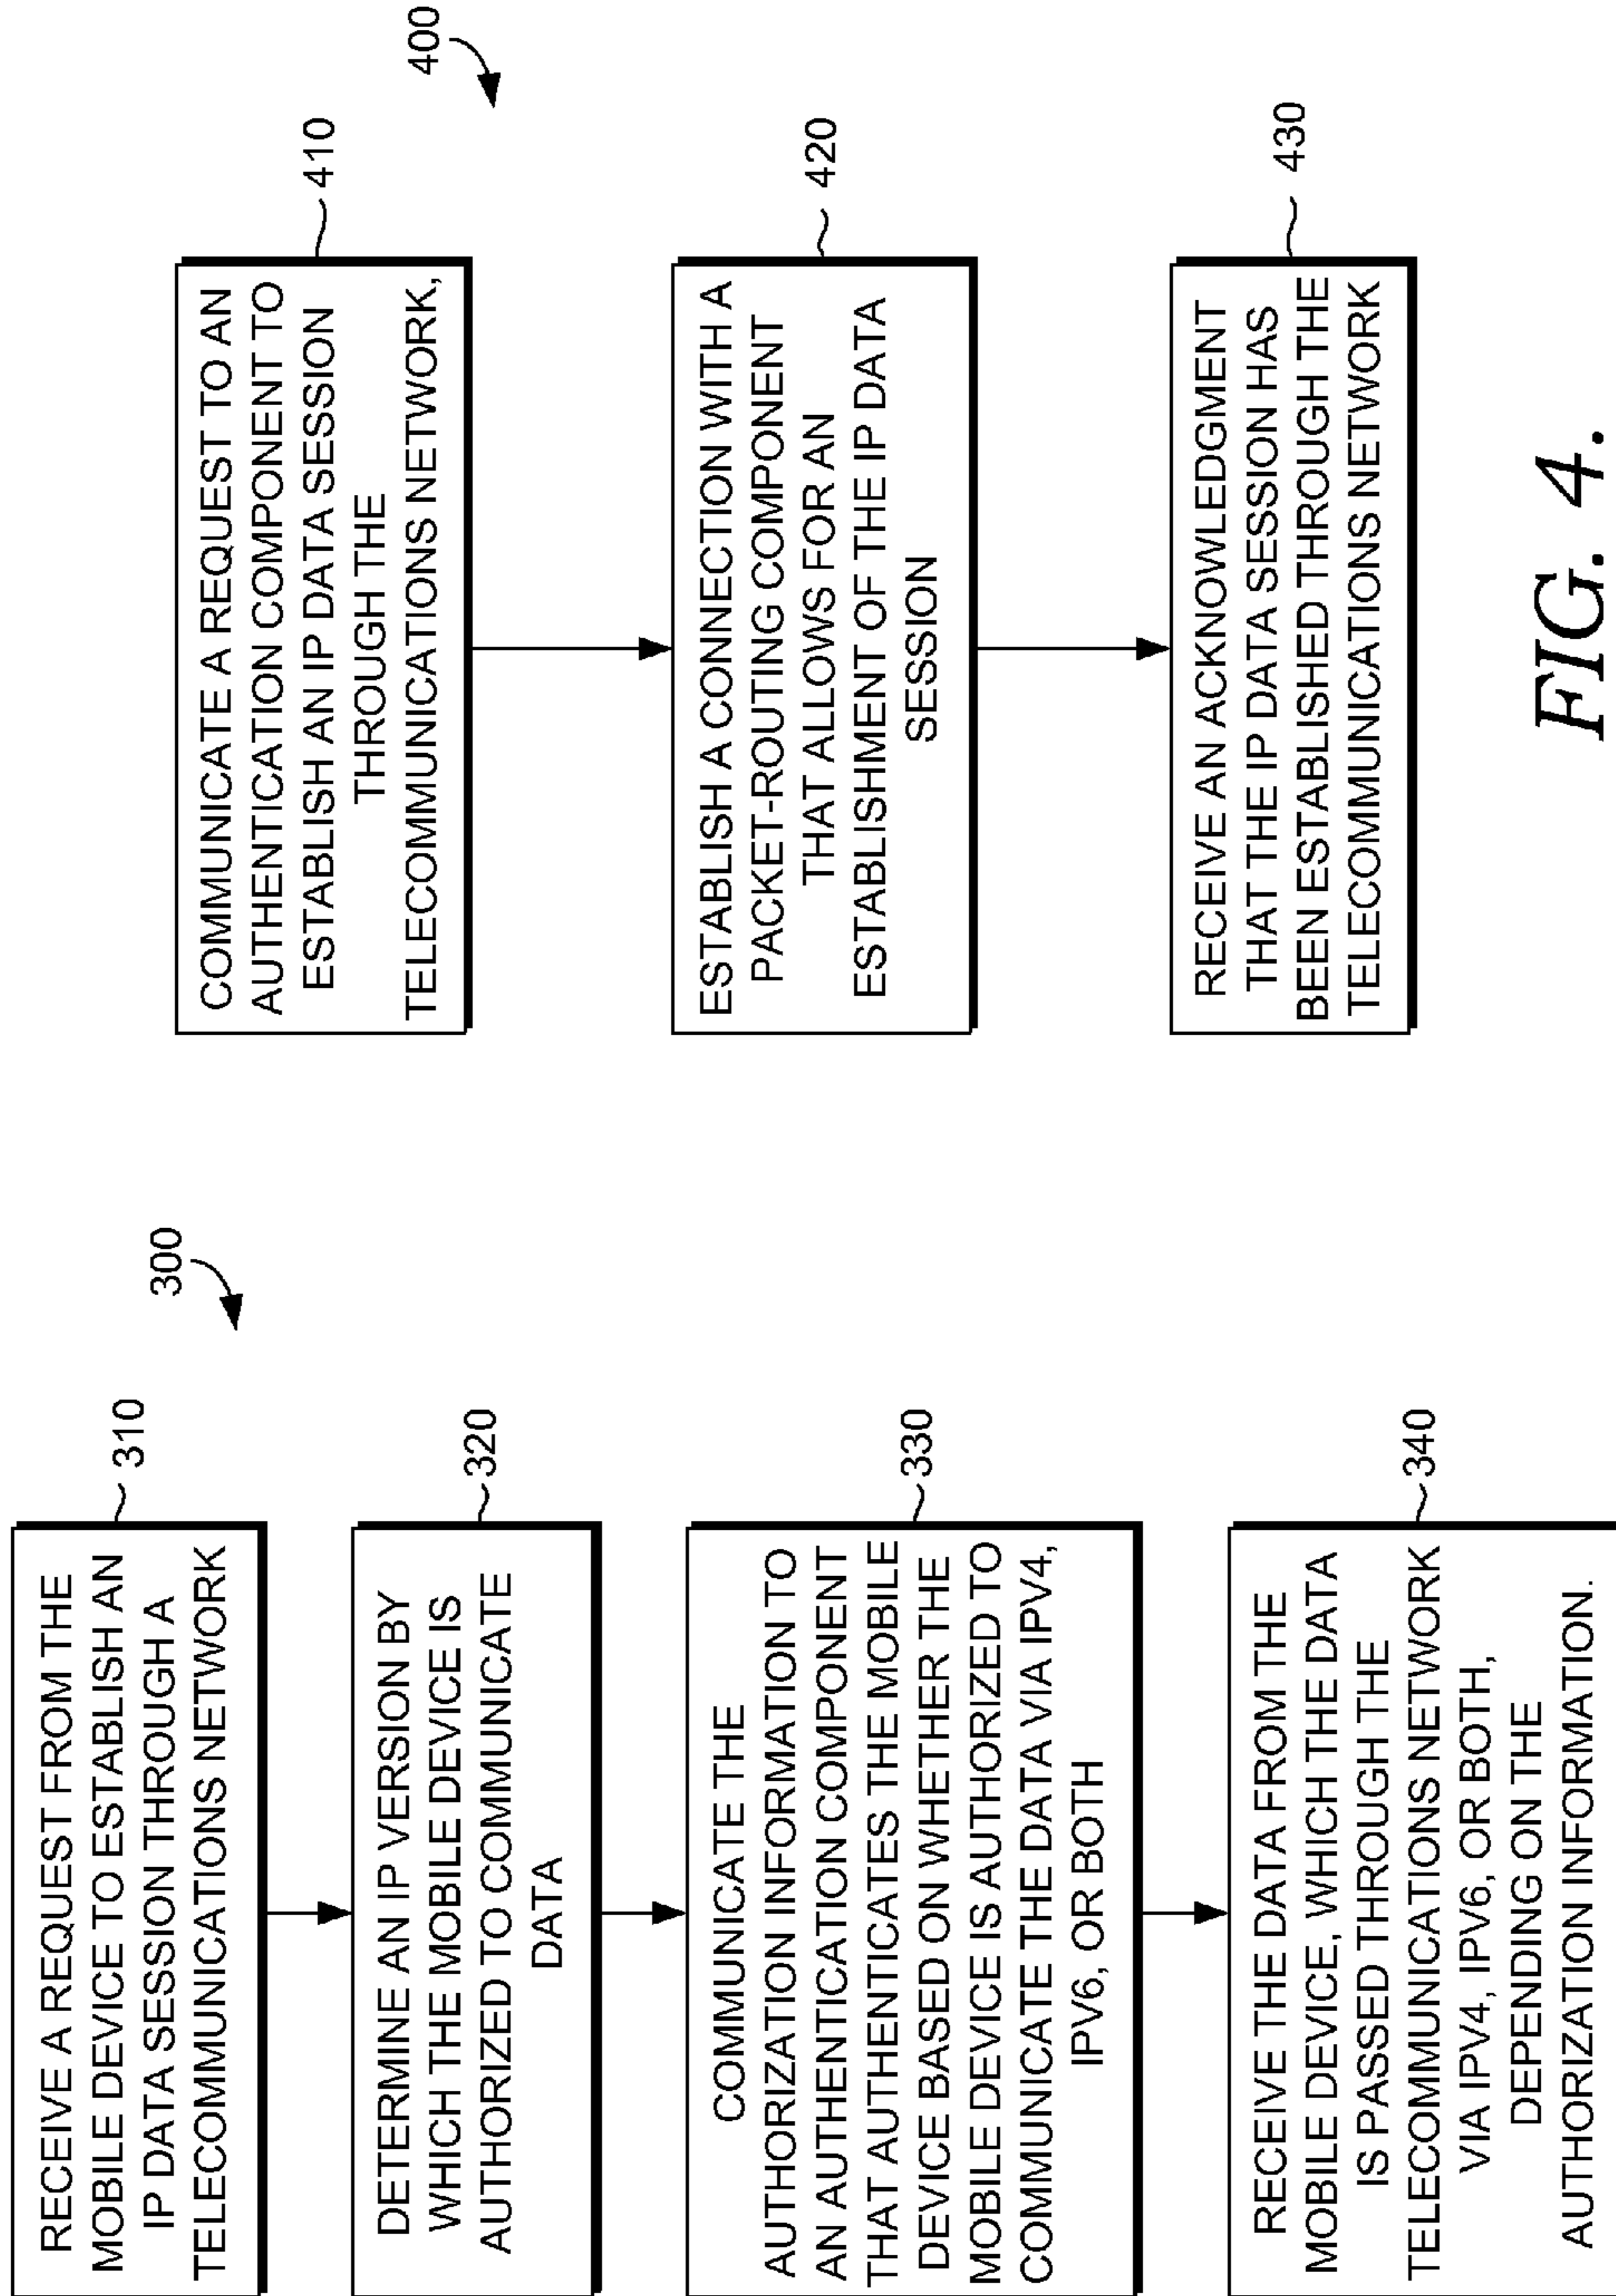 300
RECEIVE A REQUEST FROM THE
MOBILE DEVICE TO ESTABLISH AN
IP DATA SESSION THROUGH A
TELECOMMUNICATIONS NETWORK
310
DETERMINE AN IP VERSION BY
WHICH THE MOBILE DEVICE IS
AUTHORIZED TO COMMUNICATE
DATA
320
COMMUNICATE THE
AUTHORIZATION INFORMATION TO
AN AUTHENTICATION COMPONENT
THAT AUTHENTICATES THE MOBILE
DEVICE BASED ON WHETHER THE
MOBILE DEVICE IS AUTHORIZED TO
COMMUNICATE THE DATA VIA IPV4,
IPV6, OR BOTH
330
RECEIVE THE DATA FROM THE
MOBILE DEVICE, WHICH THE DATA
IS PASSED THROUGH THE
TELECOMMUNICATIONS NETWORK
VIA IPV4, IPV6, OR BOTH,
DEPENDING ON THE
AUTHORIZATION INFORMATION.
340
400
COMMUNICATE A REQUEST TO AN
AUTHENTICATION COMPONENT TO
ESTABLISH AN IP DATA SESSION
THROUGH THE
TELECOMMUNICATIONS NETWORK,
410
ESTABLISH A CONNECTION WITH A
PACKET-ROUTING COMPONENT
THAT ALLOWS FOR AN
ESTABLISHMENT OF THE IP DATA
SESSION
420
RECEIVE AN ACKNOWLEDGMENT
THAT THE IP DATA SESSION HAS
BEEN ESTABLISHED THROUGH THE
TELECOMMUNICATIONS NETWORK
430
FIG. 4.